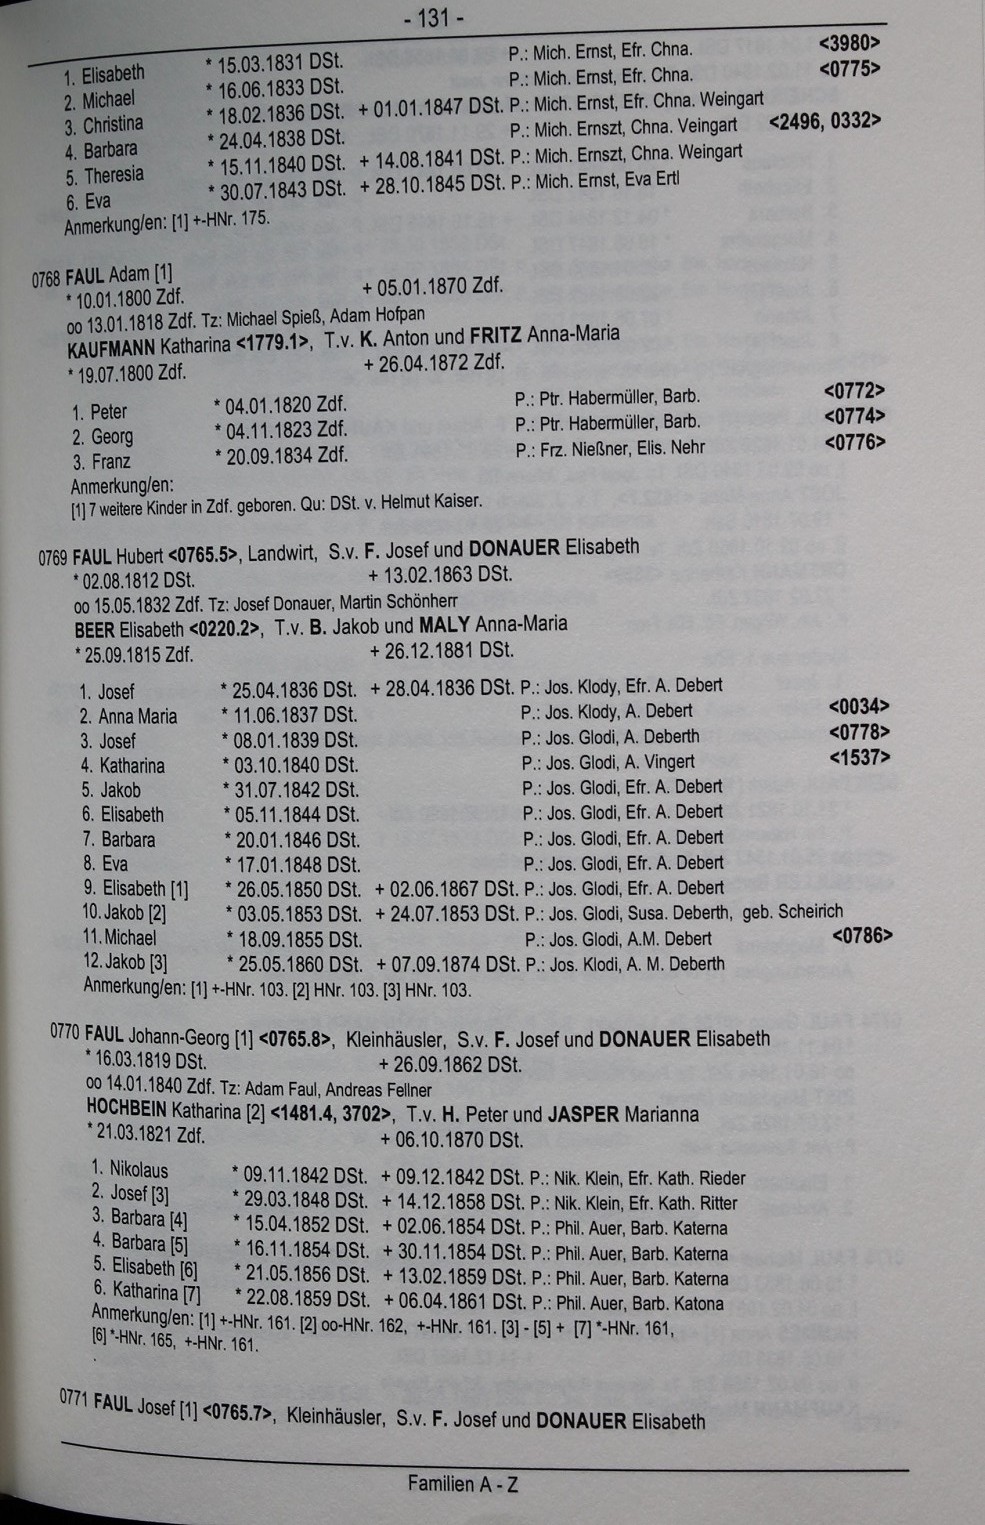 - 131 -
1. Elisabeth * 15.03.1831 DSt. P.: Mich. Ernst, Efr. Chna. <3980>
2. Michael * 16.06.1833 DSt. P.: Mich. Ernst, Efr. Chna. <0775>
3. Christina * 18.02.1836 DSt. + 01.01.1847 DSt. P.: Mich. Ernst, Efr. Chna. Weingart
4. Barbara * 24.04.1838 DSt. P.: Mich. Ernszt, Chna. Veingart <2496, 0332>
5. Theresia * 15.11.1840 DSt. + 14.08.1841 DSt. P.: Mich. Ernszt, Chna. Weingart
6. Eva * 30.07.1843 DSt. + 28.10.1845 DSt. P.: Mich. Ernst, Eva Ertl
Anmerkung/en: [1] +-HNr. 175.
0768 FAUL Adam [1]
* 10.01.1800 Zdf. + 05.01.1870 Zdf.
oo 13.01.1818 Zdf. Tz: Michael Spieß, Adam Hofpan
KAUFMANN Katharina <1779.1>, T.v. K. Anton und FRITZ Anna-Maria
* 19.07.1800 Zdf. + 26.04.1872 Zdf.
1. Peter * 04.01.1820 Zdf. P.: Ptr. Habermüller, Barb. <0772>
2. Georg * 04.11.1823 Zdf. P.: Ptr. Habermüller, Barb. <0774>
3. Franz * 20.09.1834 Zdf. P.: Frz. Nießner, Elis. Nehr <0776>
Anmerkung/en:
[1] 7 weitere Kinder in Zdf. geboren. Qu: DSt. v. Helmut Kaiser.
0769 FAUL Hubert <0765.5>, Landwirt, S.v. F. Josef und DONAUER Elisabeth
* 02.08.1812 DSt. + 13.02.1863 DSt.
oo 15.05.1832 Zdf. Tz: Josef Donauer, Martin Schönherr
BEER Elisabeth <0220.2>, T.v. B. Jakob und MALY Anna-Maria
* 25.09.1815 Zdf. + 26.12.1881 DSt.
1. Josef * 25.04.1836 DSt. + 28.04.1836 DSt. P.: Jos. Klody, Efr. A. Debert
2. Anna Maria * 11.06.1837 DSt. P.: Jos. Klody, A. Debert <0034>
3. Josef * 08.01.1839 DSt. P.: Jos. Glodi, A. Deberth <0778>
4. Katharina * 03.10.1840 DSt. P.: Jos. Glodi, A. Vingert <1537>
5. Jakob * 31.07.1842 DSt. P.: Jos. Glodi, Efr. A. Debert
6. Elisabeth * 05.11.1844 DSt. P.: Jos. Glodi, Efr. A. Debert
7. Barbara * 20.01.1846 DSt. P.: Jos. Glodi, Efr. A. Debert
8. Eva * 17.01.1848 DSt. P.: Jos. Glodi, Efr. A. Debert
9. Elisabeth [1] * 26.05.1850 DSt. + 02.06.1867 DSt. P.: Jos. Glodi, Efr. A. Debert
10. Jakob [2] * 03.05.1853 DSt. + 24.07.1853 DSt. P.: Jos. Glodi, Susa. Deberth, geb. Scheirich
11. Michael * 18.09.1855 DSt. P.: Jos. Glodi, A.M. Debert <0786>
12. Jakob [3] * 25.05.1860 DSt. + 07.09.1874 DSt. P.: Jos. Klodi, A. M. Deberth
Anmerkung/en: [1] +-HNr. 103. [2] HNr. 103. [3] HNr. 103.
0770 FAUL Johann-Georg [1] <0765.8>, Kleinhäusler, S.v. F. Josef und DONAUER Elisabeth
* 16.03.1819 DSt. + 26.09.1862 DSt.
oo 14.01.1840 Zdf. Tz: Adam Faul, Andreas Fellner
HOCHBEIN Katharina [2] <1481.4, 3702>, T.v. H. Peter und JASPER Marianna
* 21.03.1821 Zdf. + 06.10.1870 DSt.
1. Nikolaus * 09.11.1842 DSt. + 09.12.1842 DSt. P.: Nik. Klein, Efr. Kath. Rieder
2. Josef [3] * 29.03.1848 DSt. + 14.12.1858 DSt. P.: Nik. Klein, Efr. Kath. Ritter
3. Barbara [4] * 15.04.1852 DSt. + 02.06.1854 DSt. P.: Phil. Auer, Barb. Katerna
4. Barbara [5] * 16.11.1854 DSt. + 30.11.1854 DSt. P.: Phil. Auer, Barb. Katerna
5. Elisabeth [6] * 21.05.1856 DSt. + 13.02.1859 DSt. P.: Phil. Auer, Barb. Katerna
6. Katharina [7] * 22.08.1859 DSt. + 06.04.1861 DSt. P.: Phil. Auer, Barb. Katona
Anmerkung/en: [1] +-HNr. 161. [2] oo-HNr. 162, +-HNr. 161. [3] - [5] + [7] *-HNr. 161,
[6] *-HNr. 165, +-HNr. 161.
0771 FAUL Josef [1] <0765.7>, Kleinhäusler, S.v. F. Josef und DONAUER Elisabeth
Familien A - Z